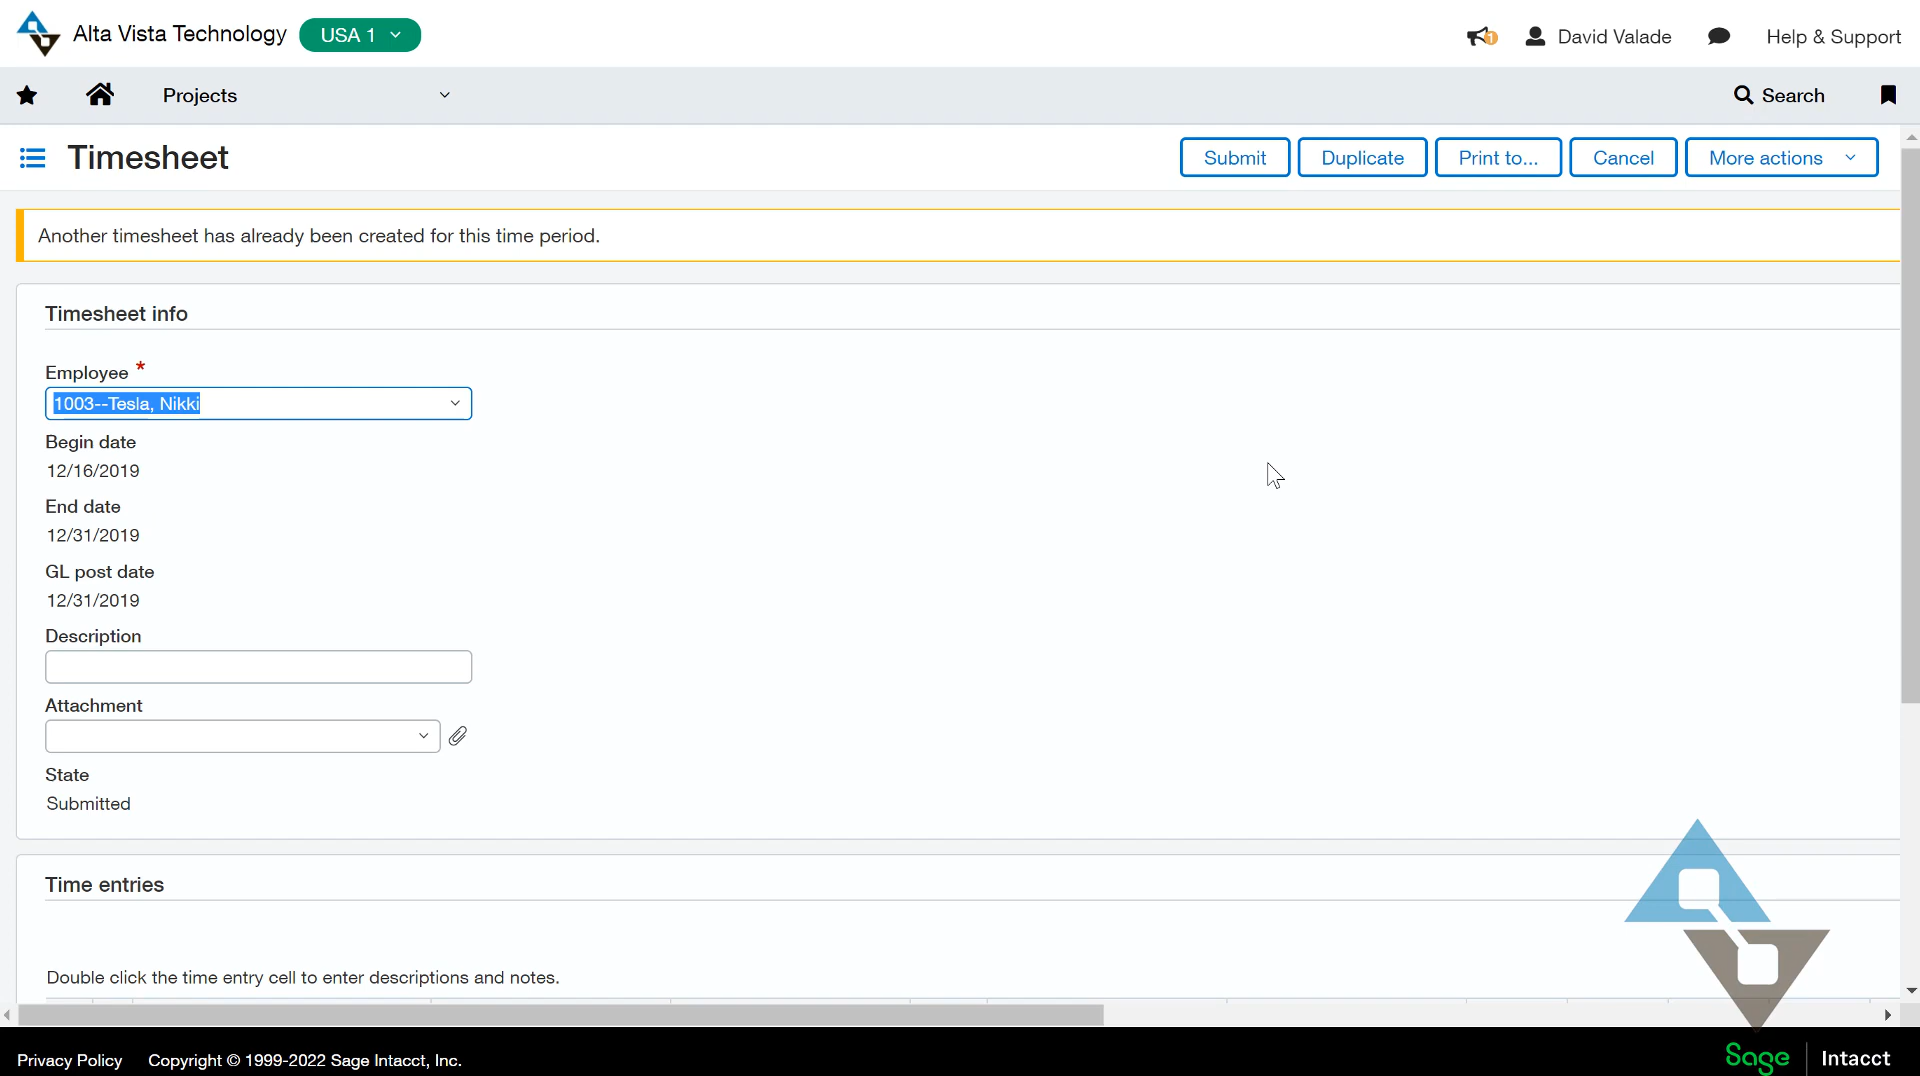 Alta Vista Technology USA 1
1 David Valade Help & Support
Projects Search
Timesheet Submit Duplicate Print to... Cancel More actions
Another timesheet has already been created for this time period.
Timesheet info
Employee *
1003--Tesla, Nikki
Begin date
12/16/2019
End date
12/31/2019
GL post date
12/31/2019
Description
Attachment
State
Submitted
Time entries
Double click the time entry cell to enter descriptions and notes.
Privacy Policy Copyright © 1999-2022 Sage Intacct, Inc. Sage Intacct